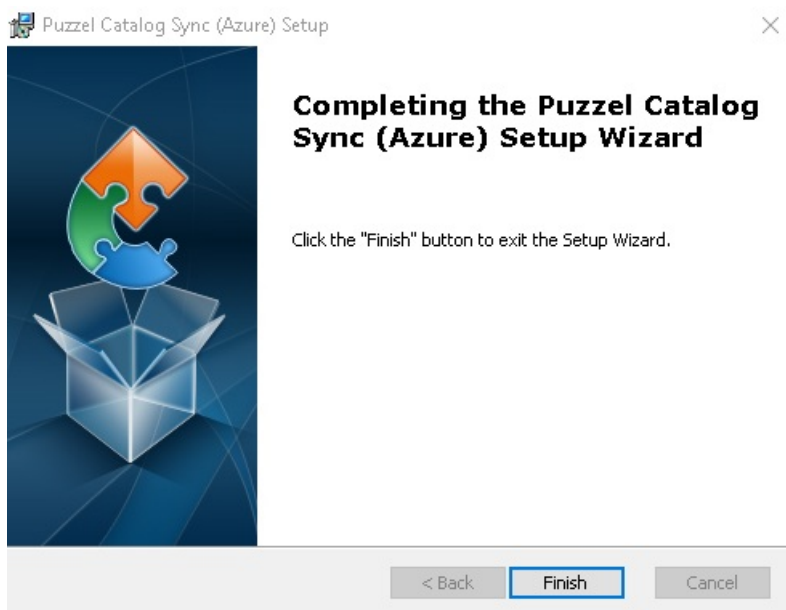 Puzzel Catalog Sync (Azure) Setup
Completing the Puzzel Catalog
Sync (Azure) Setup Wizard
Click the "Finish" button to exit the Setup Wizard.
< Back
Finish
Cancel